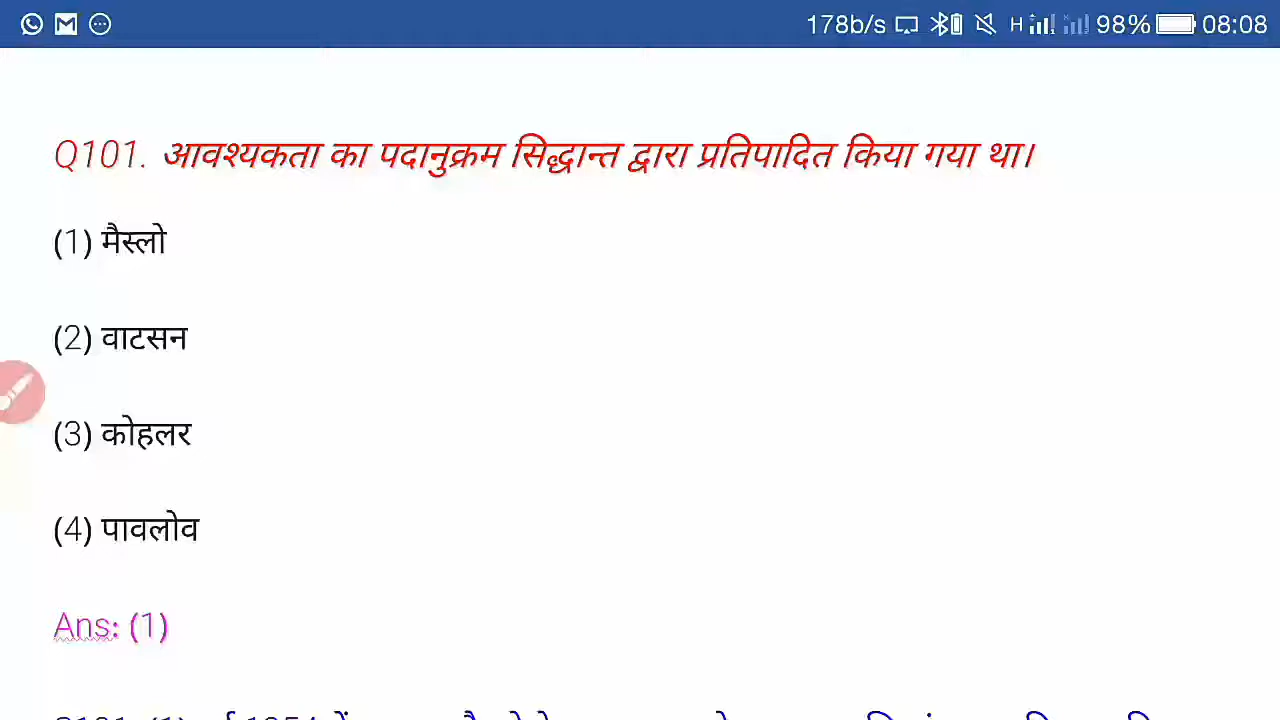 178b/s H 98% 08:08
Q101. आवश्यकता का पदानुक्रम सिद्धान्त द्वारा प्रतिपादित किया गया था।
(1) मैस्लो
(2) वाटसन
(3) कोहलर
(4) पावलोव
Ans: (1)